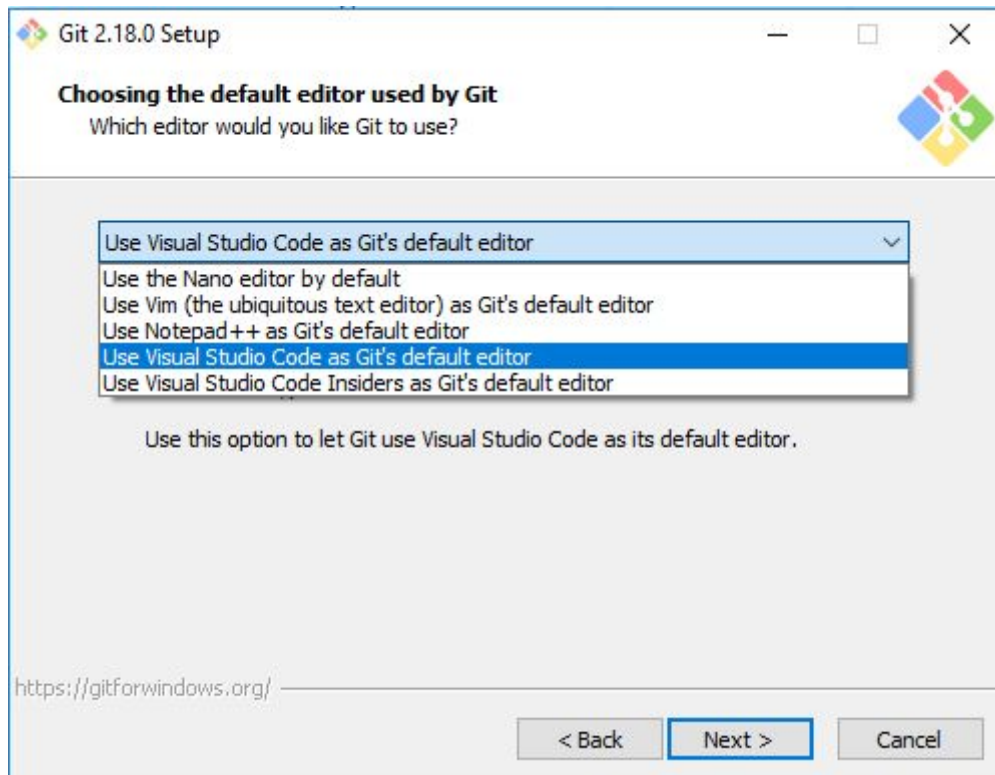 Git 2.18.0 Setup
Choosing the default editor used by Git
Which editor would you like Git to use?
Use Visual Studio Code as Git's default editor
Use the Nano editor by default
Use Vim (the ubiquitous text editor) as Git's default editor
Use Notepad++ as Git's default editor
Use Visual Studio Code as Git's default editor
Use Visual Studio Code Insiders as Git's default editor
Use this option to let Git use Visual Studio Code as its default editor.
https://gitforwindows.org/
< Back Next > Cancel